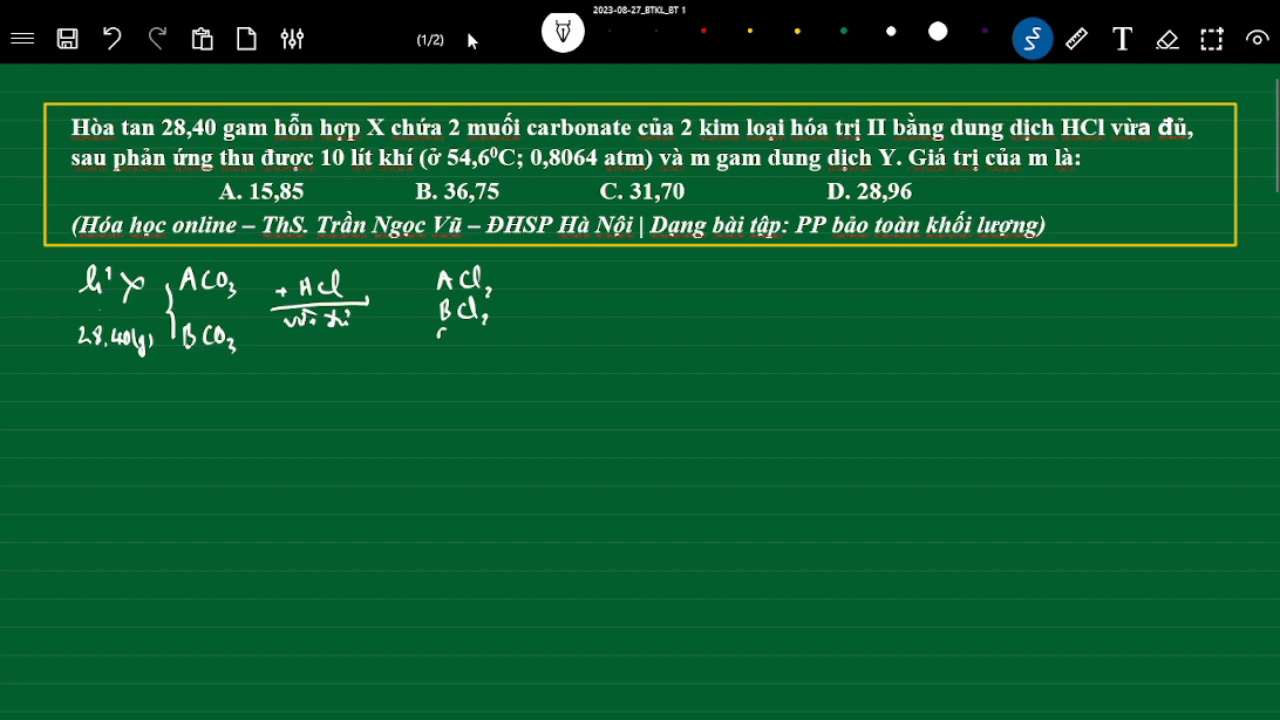 2023-08-27_BTKL_BT 1
(1/2)
T
Hòa tan 28,40 gam hỗn hợp X chứa 2 muối carbonate của 2 kim loại hóa trị II bằng dung dịch HCl vừa đủ,
sau phản ứng thu được 10 lít khí (ở 54,6⁰C; 0,8064 atm) và m gam dung dịch Y. Giá trị của m là:
A. 15,85 B. 36,75 C. 31,70 D. 28,96
(Hóa học online – ThS. Trần Ngọc Vũ – ĐHSP Hà Nội | Dạng bài tập: PP bảo toàn khối lượng)
h² X { ACO₃ + HCl ACl₂
28,40(g) BCO₃ vừa đủ BCl₂